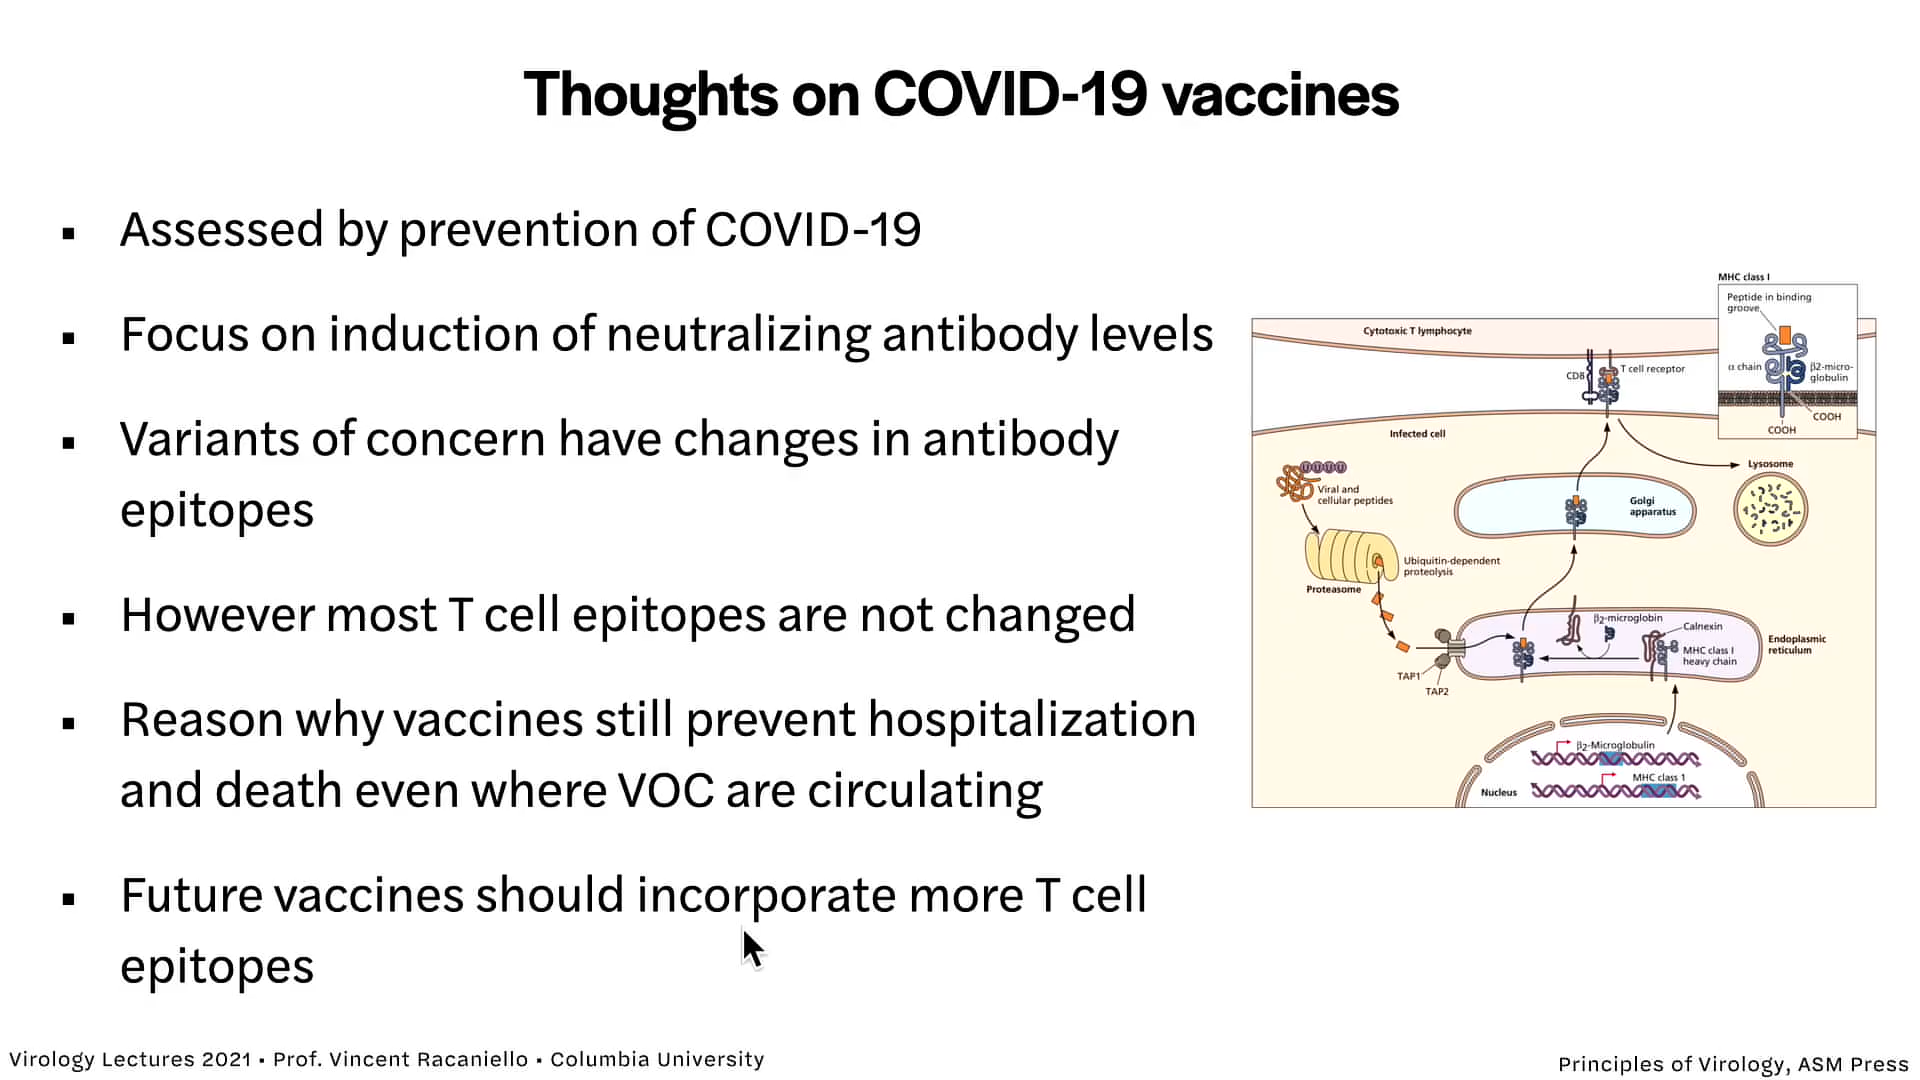 Thoughts on COVID-19 vaccines
▪ Assessed by prevention of COVID-19
▪ Focus on induction of neutralizing antibody levels
▪ Variants of concern have changes in antibody
epitopes
▪ However most T cell epitopes are not changed
▪ Reason why vaccines still prevent hospitalization
and death even where VOC are circulating
▪ Future vaccines should incorporate more T cell
epitopes
MHC class I
Peptide in binding
groove
α chain
β2-micro-
globulin
COOH
COOH
Cytotoxic T lymphocyte
CD8
T cell receptor
Infected cell
Lysosome
U U U U
Viral and
cellular peptides
Golgi
apparatus
Ubiquitin-dependent
proteolysis
Proteasome
β2-microglobin
Calnexin
MHC class I
heavy chain
Endoplasmic
reticulum
TAP1
TAP2
β2-Microglobulin
MHC class 1
Nucleus
Virology Lectures 2021 • Prof. Vincent Racaniello • Columbia University
Principles of Virology, ASM Press